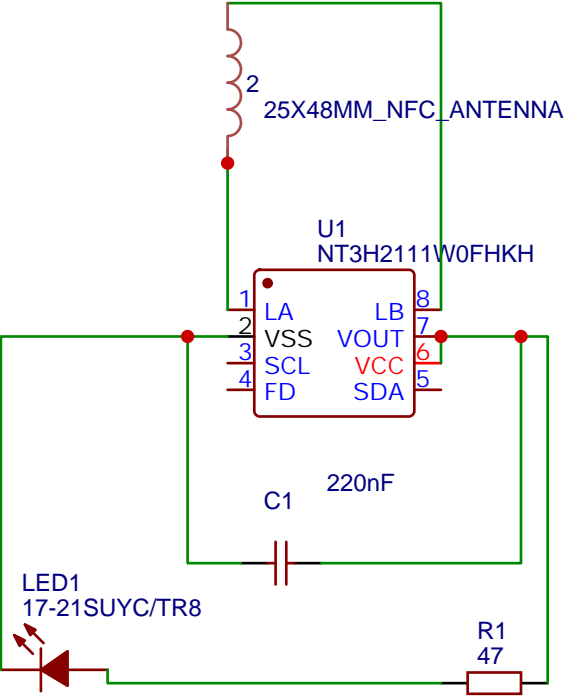 2
25X48MM_NFC_ANTENNA
U1
NT3H2111W0FHKH
1 LA LB 8
2 VSS VOUT 7
3 SCL VCC 6
4 FD SDA 5
220nF
C1
LED1
17-21SUYC/TR8
R1
47